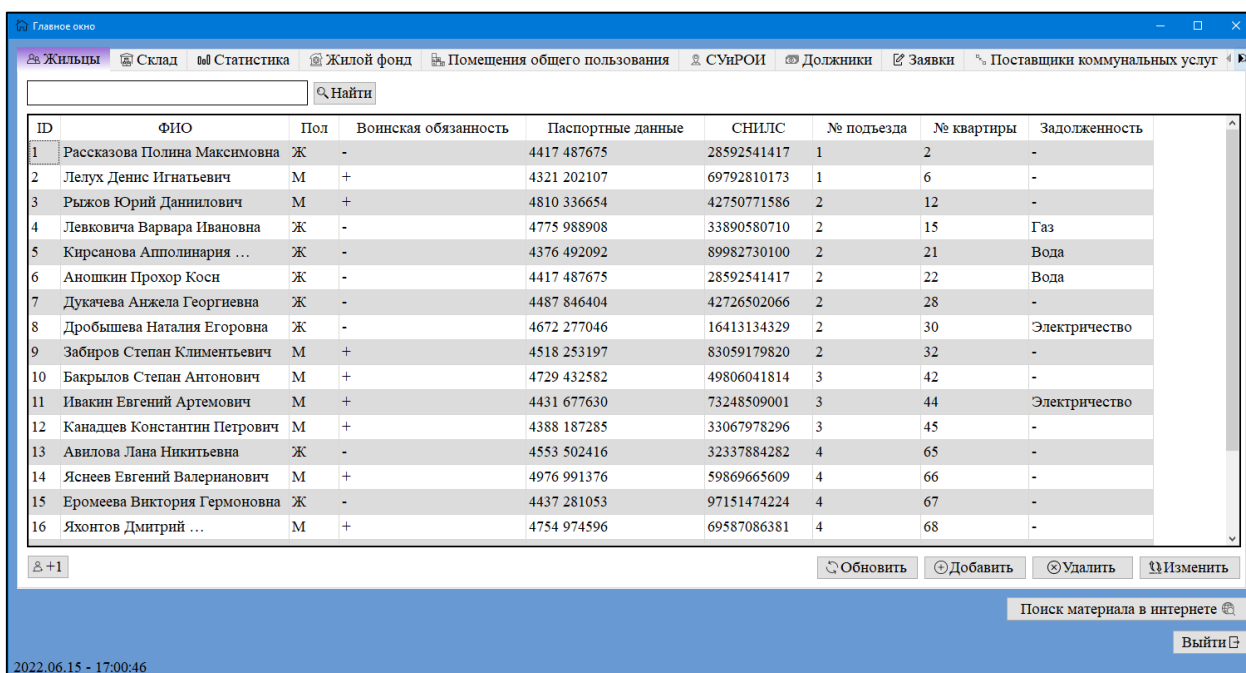 Главное окно
Жильцы Склад Статистика Жилой фонд Помещения общего пользования СУиРОИ Должники Заявки Поставщики коммунальных услуг
Найти
ID ФИО Пол Воинская обязанность Паспортные данные СНИЛС № подъезда № квартиры Задолженность
1 Рассказова Полина Максимовна Ж - 4417 487675 28592541417 1 2 -
2 Лелух Денис Игнатьевич М + 4321 202107 69792810173 1 6 -
3 Рыжов Юрий Даниилович М + 4810 336654 42750771586 2 12 -
4 Левковича Варвара Ивановна Ж - 4775 988908 33890580710 2 15 Газ
5 Кирсанова Апполинария … Ж - 4376 492092 89982730100 2 21 Вода
6 Аношкин Прохор Косн Ж - 4417 487675 28592541417 2 22 Вода
7 Дукачева Анжела Георгиевна Ж - 4487 846404 42726502066 2 28 -
8 Дробышева Наталия Егоровна Ж - 4672 277046 16413134329 2 30 Электричество
9 Забиров Степан Климентьевич М + 4518 253197 83059179820 2 32 -
10 Бакрылов Степан Антонович М + 4729 432582 49806041814 3 42 -
11 Ивакин Евгений Артемович М + 4431 677630 73248509001 3 44 Электричество
12 Канадцев Константин Петрович М + 4388 187285 33067978296 3 45 -
13 Авилова Лана Никитьевна Ж - 4553 502416 32337884282 4 65 -
14 Яснеев Евгений Валерианович М + 4976 991376 59869665609 4 66 -
15 Еромеева Виктория Гермоновна Ж - 4437 281053 97151474224 4 67 -
16 Яхонтов Дмитрий … М + 4754 974596 69587086381 4 68 -
+1 Обновить Добавить Удалить Изменить
Поиск материала в интернете
Выйти
2022.06.15 - 17:00:46